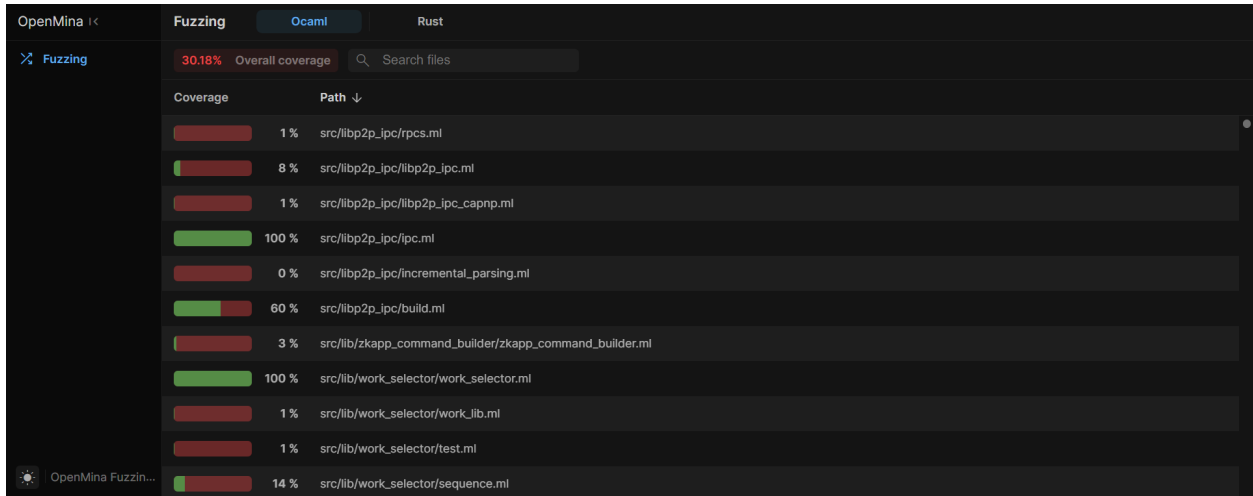 OpenMina
Fuzzing Ocaml Rust
Fuzzing
30.18% Overall coverage Search files
Coverage Path ↓
1 % src/libp2p_ipc/rpcs.ml
8 % src/libp2p_ipc/libp2p_ipc.ml
1 % src/libp2p_ipc/libp2p_ipc_capnp.ml
100 % src/libp2p_ipc/ipc.ml
0 % src/libp2p_ipc/incremental_parsing.ml
60 % src/libp2p_ipc/build.ml
3 % src/lib/zkapp_command_builder/zkapp_command_builder.ml
100 % src/lib/work_selector/work_selector.ml
1 % src/lib/work_selector/work_lib.ml
1 % src/lib/work_selector/test.ml
14 % src/lib/work_selector/sequence.ml
OpenMina Fuzzin...